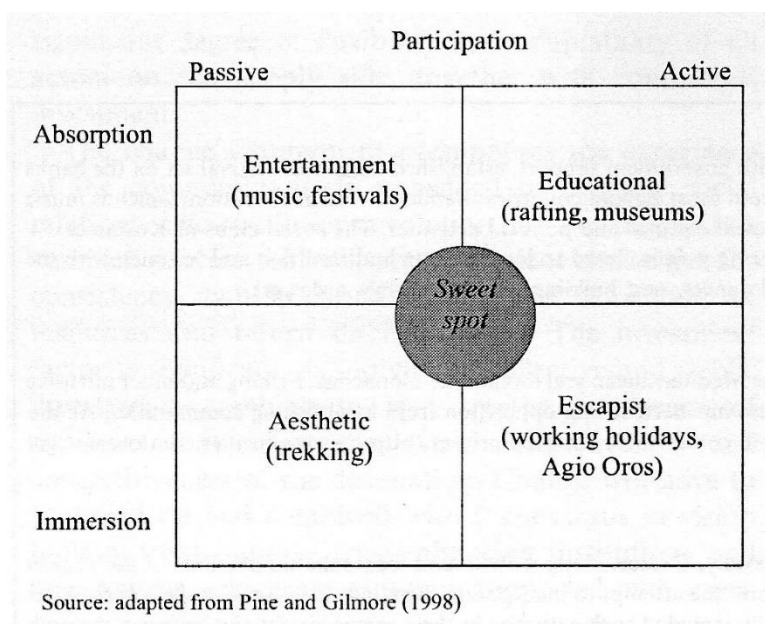 Participation
Passive
Active
Absorption
Entertainment
(music festivals)
Educational
(rafting, museums)
Sweet
spot
Aesthetic
(trekking)
Escapist
(working holidays,
Agio Oros)
Immersion
Source: adapted from Pine and Gilmore (1998)